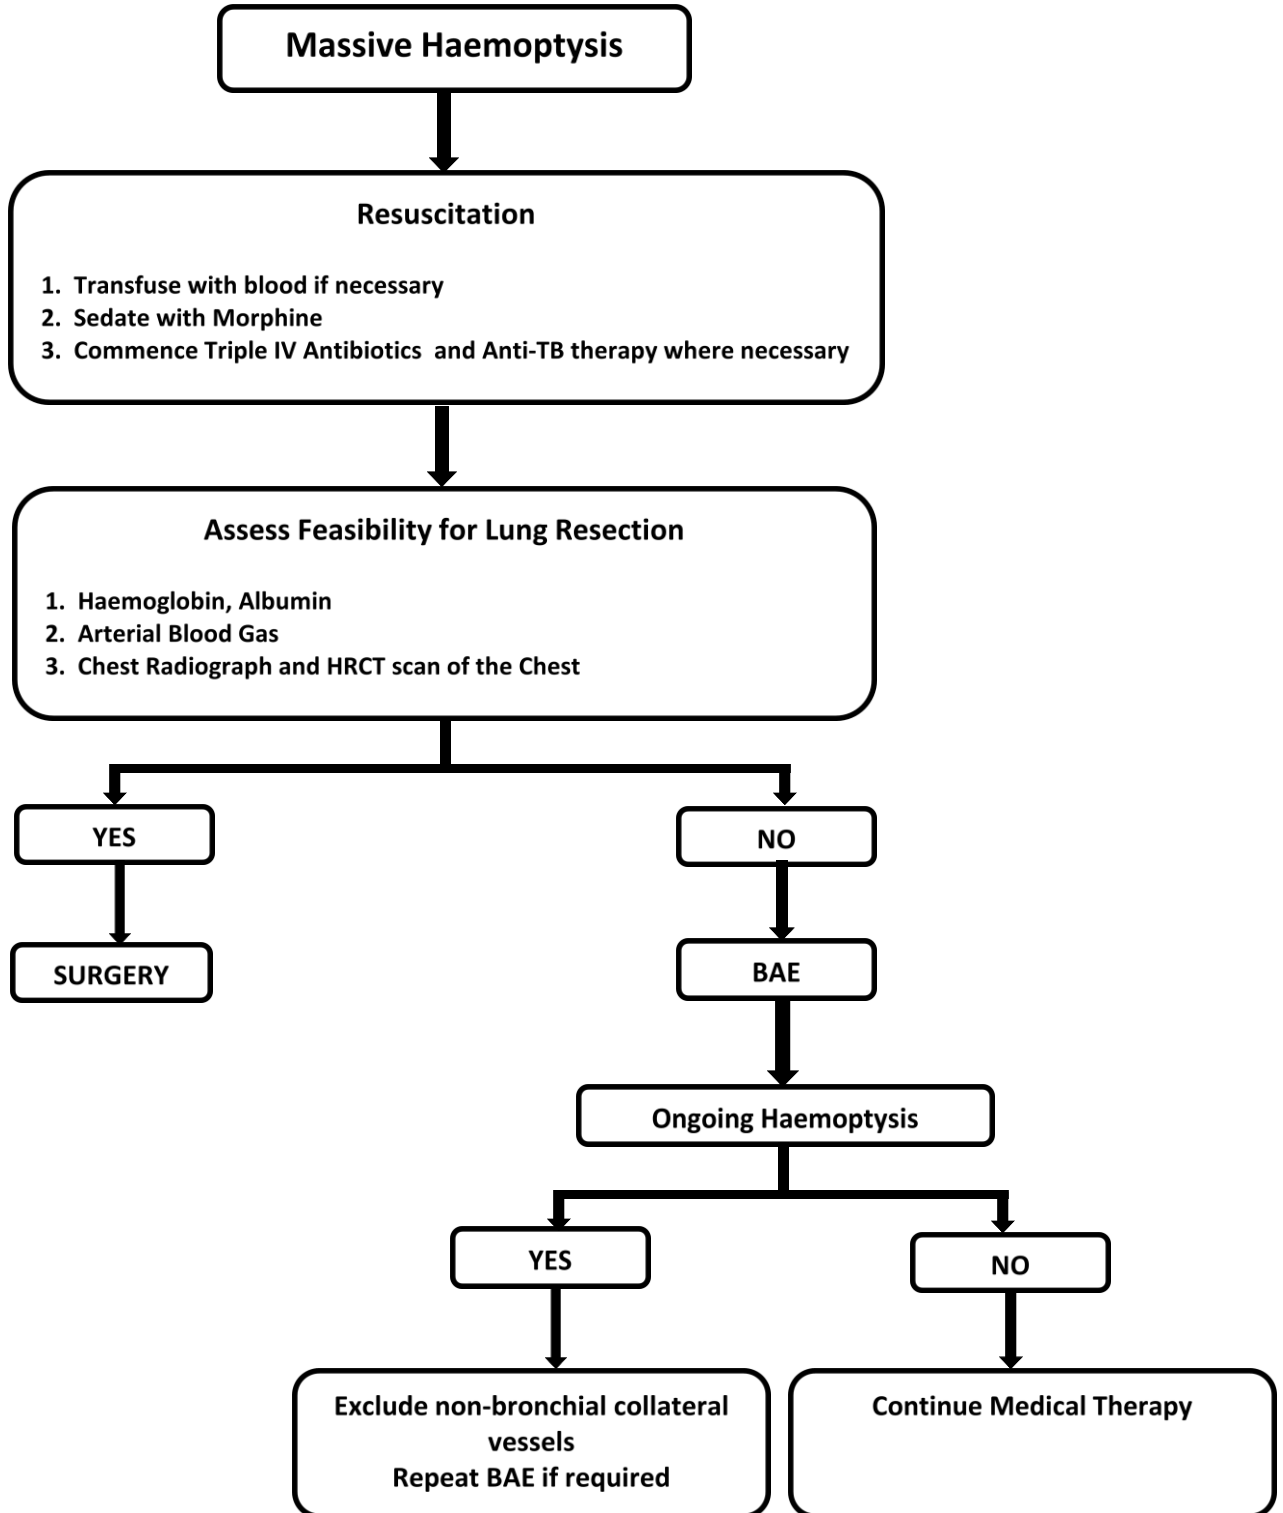 Massive Haemoptysis
Resuscitation
1. Transfuse with blood if necessary
2. Sedate with Morphine
3. Commence Triple IV Antibiotics and Anti-TB therapy where necessary
Assess Feasibility for Lung Resection
1. Haemoglobin, Albumin
2. Arterial Blood Gas
3. Chest Radiograph and HRCT scan of the Chest
YES
NO
SURGERY
BAE
Ongoing Haemoptysis
YES
NO
Exclude non-bronchial collateral
vessels
Repeat BAE if required
Continue Medical Therapy